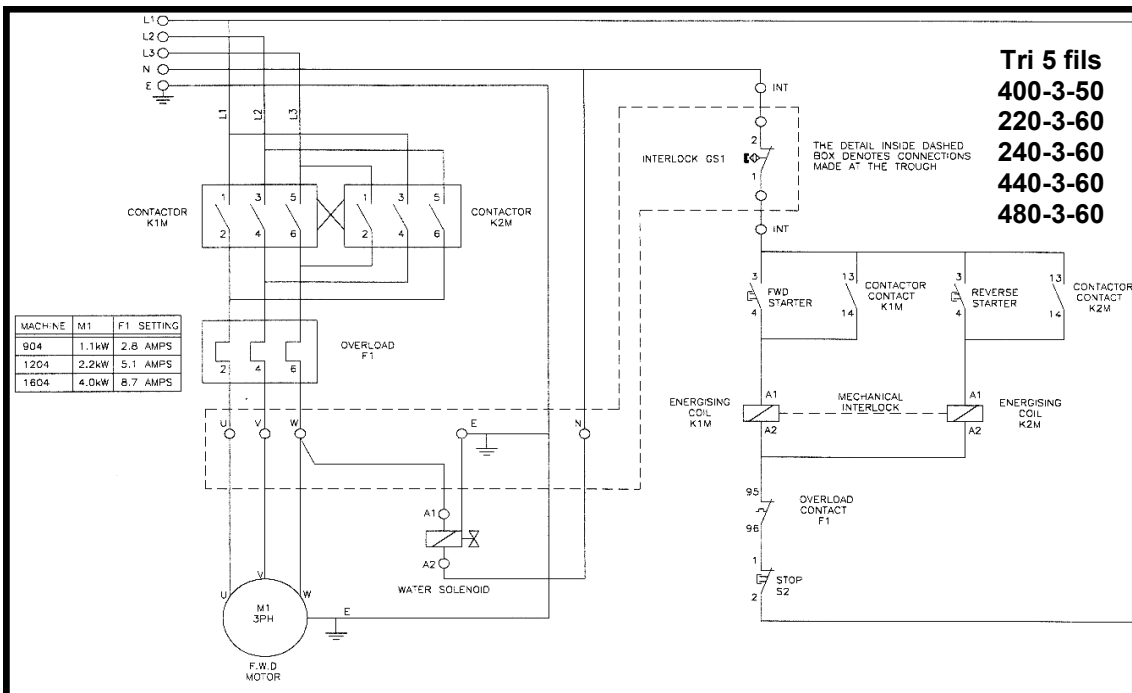 L1
L2
L3
N
E
L1
L2
L3
INT
2
INTERLOCK GS1
1
INT
THE DETAIL INSIDE DASHED
BOX DENOTES CONNECTIONS
MADE AT THE TROUGH
Tri 5 fils
400-3-50
220-3-60
240-3-60
440-3-60
480-3-60
CONTACTOR
K1M
1 3 5
2 4 6
1 3 5
2 4 6
CONTACTOR
K2M
3
FWD
STARTER
4
13
CONTACTOR
CONTACT
K1M
14
3
REVERSE
STARTER
4
13
CONTACTOR
CONTACT
K2M
14
MACHINE M1 F1 SETTING
904 1.1kW 2.8 AMPS
1204 2.2kW 5.1 AMPS
1604 4.0kW 8.7 AMPS
OVERLOAD
F1
2 4 6
ENERGISING
COIL
K1M
A1
A2
MECHANICAL
INTERLOCK
A1
A2
ENERGISING
COIL
K2M
U V W
E
N
95
OVERLOAD
CONTACT
F1
96
A1
A2
WATER SOLENOID
1
STOP
S2
2
U
V
W
M1
3PH
E
F.W.D
MOTOR